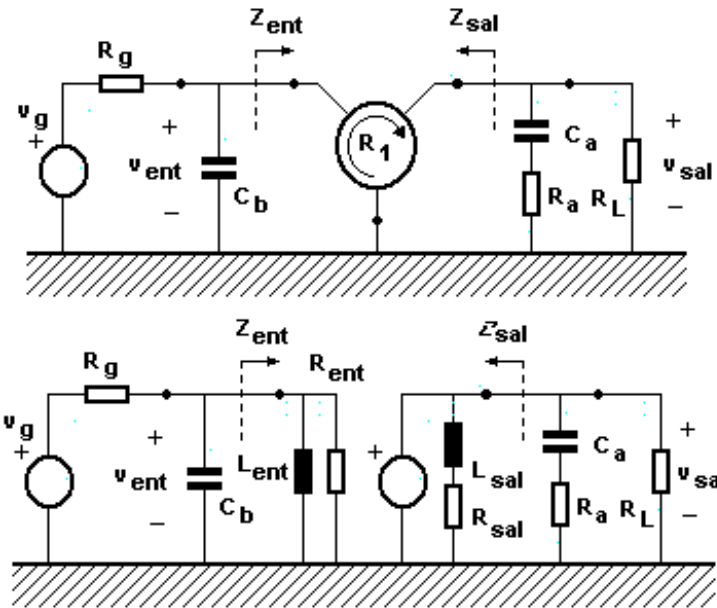 Z_ent Z_sal
R_g
v_g
+ + R_1 C_a +
v_ent v_sal
C_b R_a R_L
− −
Z_ent Z_sal
R_g R_ent
v_g
+ + + C_a +
v_ent L_ent L_sal v_sa
C_b R_sal R_a R_L
− −